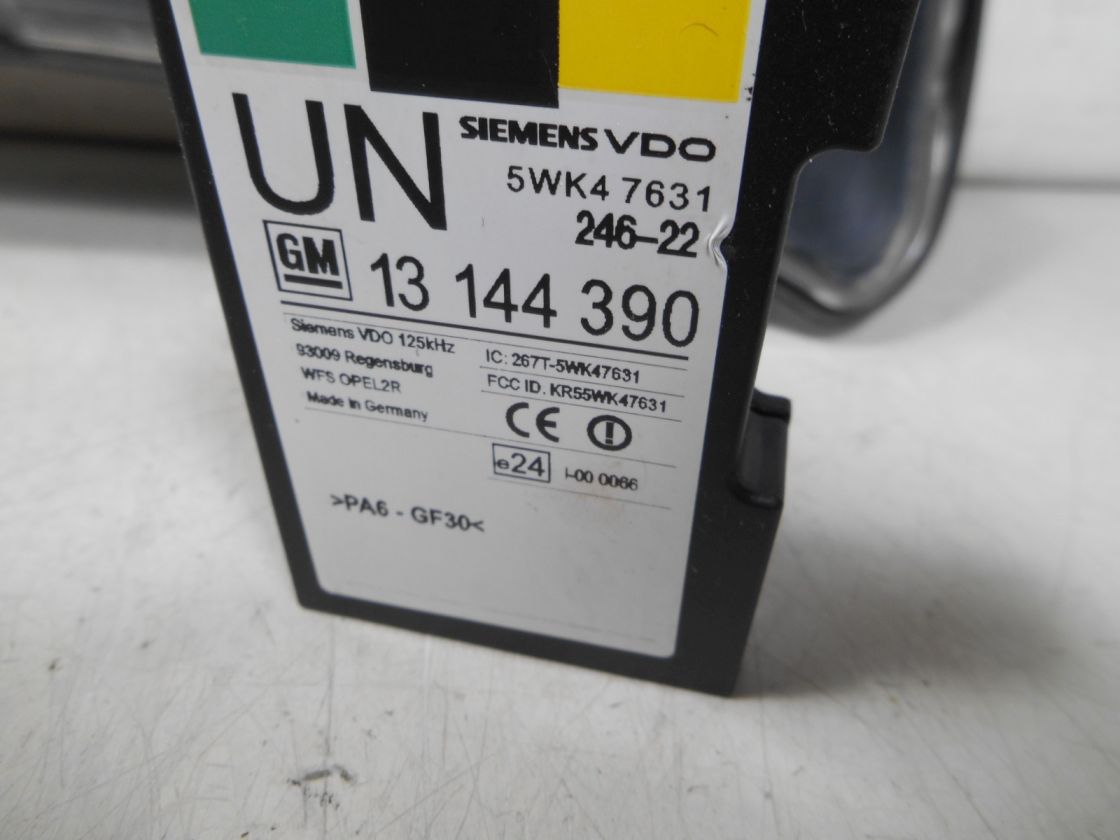 UN
SIEMENS VDO
5WK4 7631
246-22
GM
13 144 390
Siemens VDO 125kHz
93009 Regensburg
WFS OPEL2R
Made in Germany
IC: 267T-5WK47631
FCC ID. KR55WK47631
CE
e24 I-00 0066
>PA6 - GF30<